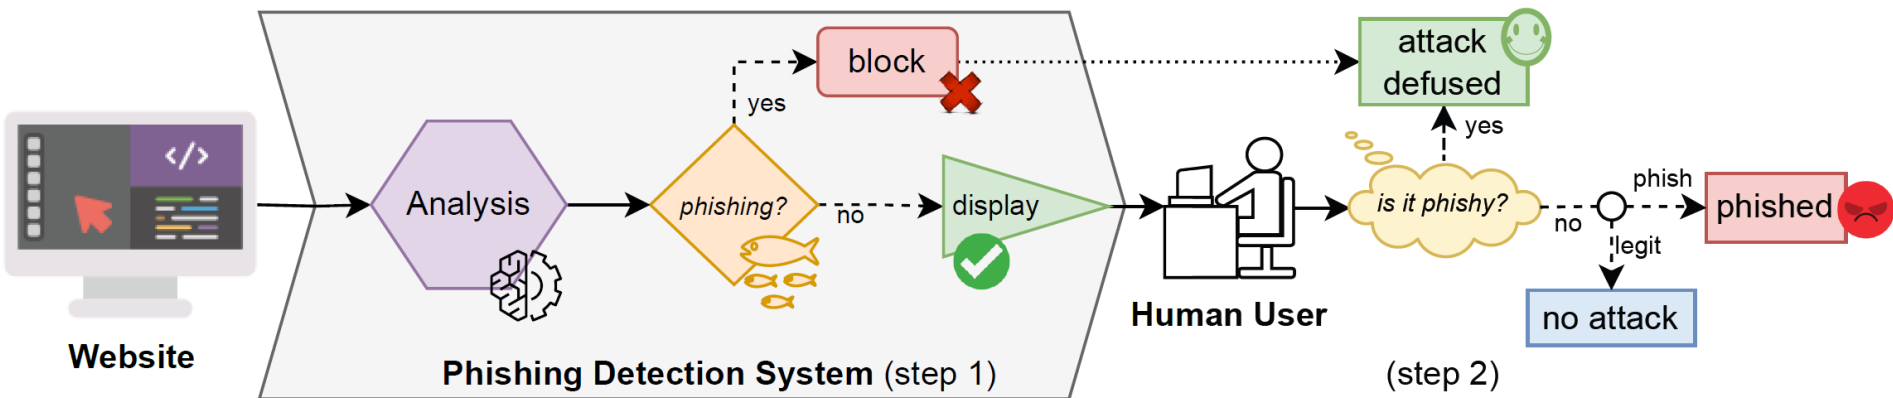 Website
</>
Analysis
phishing?
yes
no
block
display
Phishing Detection System (step 1)
Human User
is it phishy?
yes
attack
defused
no
phish
phished
legit
no attack
(step 2)